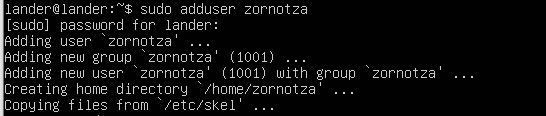 lander@lander:~$ sudo adduser zornotza
[sudo] password for lander:
Adding user `zornotza' ...
Adding new group `zornotza' (1001) ...
Adding new user `zornotza' (1001) with group `zornotza' ...
Creating home directory `/home/zornotza' ...
Copying files from `/etc/skel' ...